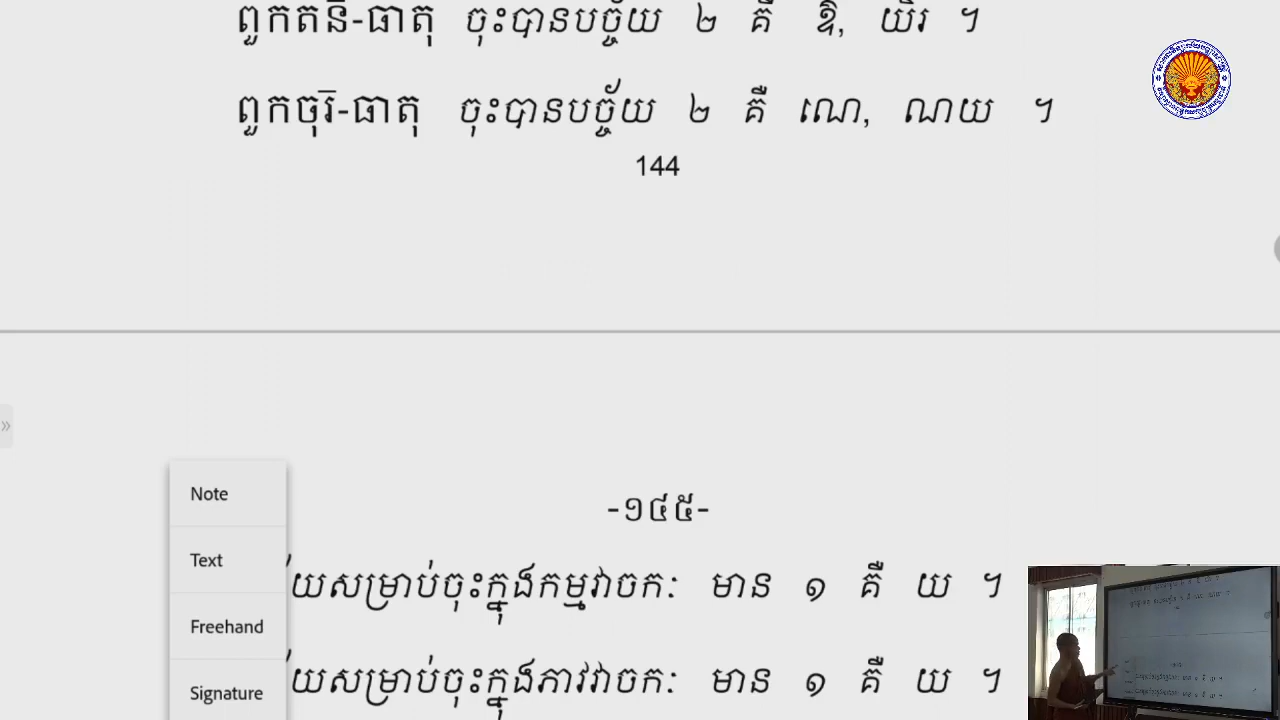 ពួកតនិ-ធាតុ ចុះបានបច្ច័យ ២ គឺ ឱ, យិរ ។
ពួកចុរ៑-ធាតុ ចុះបានបច្ច័យ ២ គឺ ណេ, ណយ ។
144
-១៤៥-
Note
Text
Freehand
Signature
យសម្រាប់ចុះក្នុងកម្មវាចកៈ មាន ១ គឺ យ ។
យសម្រាប់ចុះក្នុងភាវវាចកៈ មាន ១ គឺ យ ។